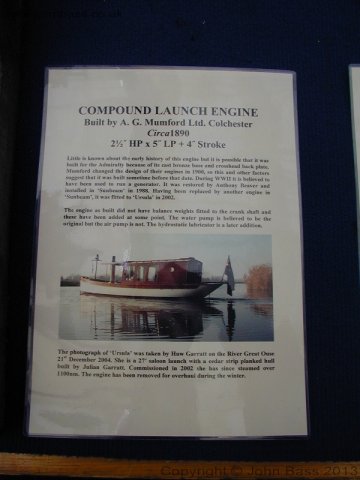 COMPOUND LAUNCH ENGINE
Built by A. G. Mumford Ltd. Colchester
Circa1890
2½" HP x 5" LP + 4" Stroke
Little is known about the early history of this engine but it is possible that it was
built for the Admiralty because of its cast bronze base and crosshead back plate.
Mumford changed the design of their engines in 1900, so this and other factors
suggest that it was built sometime before that date. During WWII it is believed to
have been used to run a generator. It was restored by Anthony Beaver and
installed in 'Sunbeam' in 1988. Having been replaced by another engine in
'Sunbeam', it was fitted to 'Ursula' in 2002.
The engine as built did not have balance weights fitted to the crank shaft and
these have been added at some point. The water pump is believed to be the
original but the air pump is not. The hydrostatic lubricator is a later addition.
The photograph of 'Ursula' was taken by Huw Garratt on the River Great Ouse
21st December 2004. She is a 27' saloon launch with a cedar strip planked hull
built by Julian Garratt. Commissioned in 2002 she has since steamed over
1100nm. The engine has been removed for overhaul during the winter.
Copyright © John Bass 2013